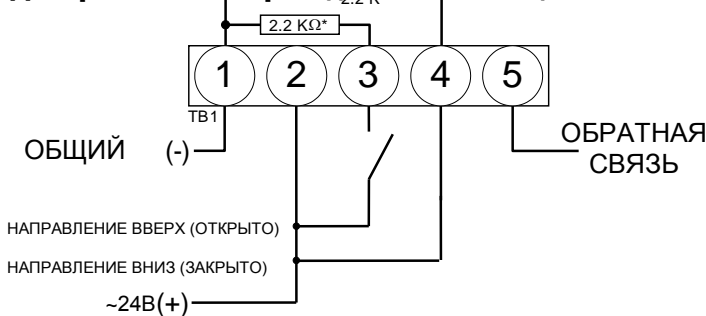 2.2 KΩ*
1 2 3 4 5
TB1
ОБЩИЙ (-)
ОБРАТНАЯ
СВЯЗЬ
НАПРАВЛЕНИЕ ВВЕРХ (ОТКРЫТО)
НАПРАВЛЕНИЕ ВНИЗ (ЗАКРЫТО)
~24В(+)